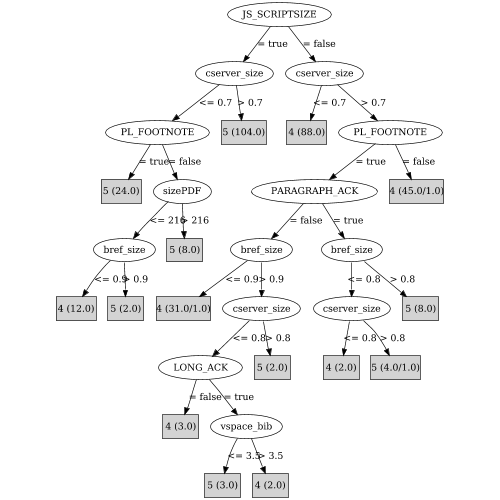 JS_SCRIPTSIZE
= true
= false
cserver_size
cserver_size
<= 0.7
> 0.7
<= 0.7
> 0.7
PL_FOOTNOTE
5 (104.0)
4 (88.0)
PL_FOOTNOTE
= true
= false
= true
= false
5 (24.0)
sizePDF
PARAGRAPH_ACK
4 (45.0/1.0)
<= 216
> 216
= false
= true
bref_size
5 (8.0)
bref_size
bref_size
<= 0.9
> 0.9
<= 0.9
> 0.9
<= 0.8
> 0.8
4 (12.0)
5 (2.0)
4 (31.0/1.0)
cserver_size
cserver_size
5 (8.0)
<= 0.8
> 0.8
<= 0.8
> 0.8
LONG_ACK
5 (2.0)
4 (2.0)
5 (4.0/1.0)
= false
= true
4 (3.0)
vspace_bib
<= 3.5
> 3.5
5 (3.0)
4 (2.0)